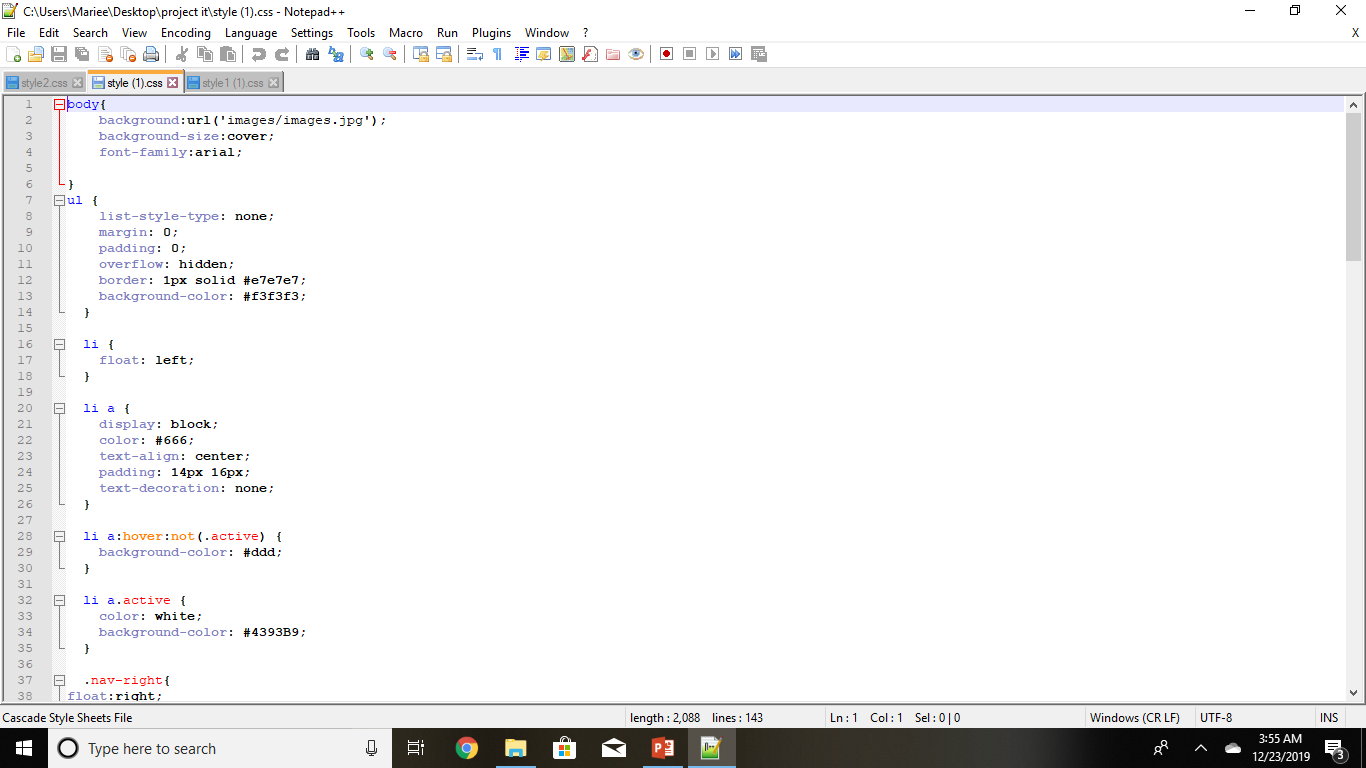 C:\Users\Mariee\Desktop\project it\style (1).css - Notepad++
File Edit Search View Encoding Language Settings Tools Macro Run Plugins Window ? X
style2.css style (1).css style1 (1).css
1 body{
2 background:url('images/images.jpg');
3 background-size:cover;
4 font-family:arial;
5
6 }
7 ul {
8 list-style-type: none;
9 margin: 0;
10 padding: 0;
11 overflow: hidden;
12 border: 1px solid #e7e7e7;
13 background-color: #f3f3f3;
14 }
15
16 li {
17 float: left;
18 }
19
20 li a {
21 display: block;
22 color: #666;
23 text-align: center;
24 padding: 14px 16px;
25 text-decoration: none;
26 }
27
28 li a:hover:not(.active) {
29 background-color: #ddd;
30 }
31
32 li a.active {
33 color: white;
34 background-color: #4393B9;
35 }
36
37 .nav-right{
38 float:right;
Cascade Style Sheets File length : 2,088 lines : 143 Ln : 1 Col : 1 Sel : 0 | 0 Windows (CR LF) UTF-8 INS
Type here to search 3:55 AM
12/23/2019 3